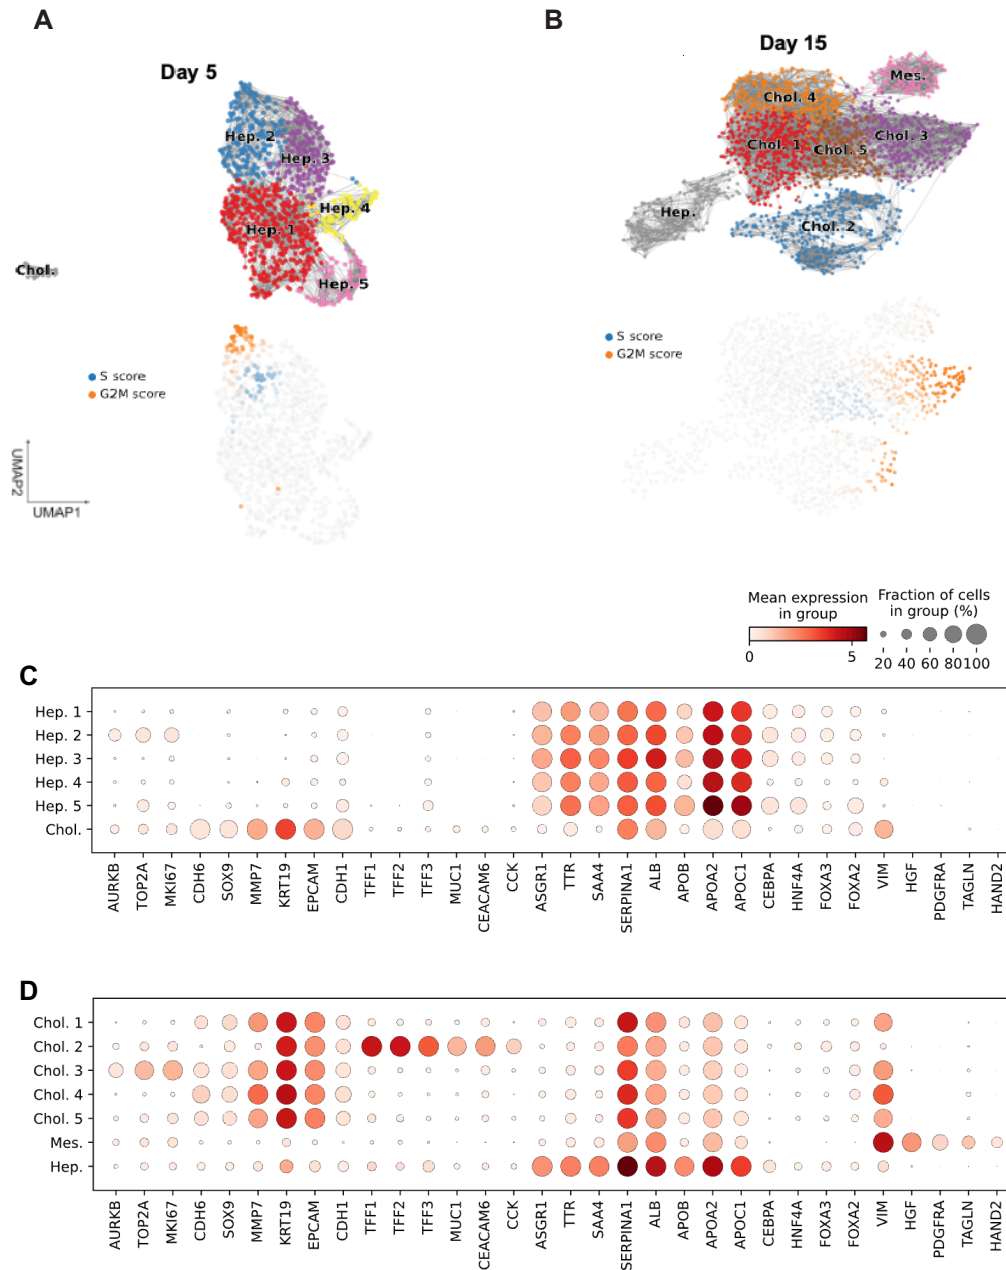 A
B
Day 5
Day 15
Hep. 2
Hep. 3
Hep. 4
Hep. 1
Hep. 5
Chol.
Mes.
Chol. 4
Chol. 1
Chol. 5
Chol. 3
Hep.
Chol. 2
S score
G2M score
S score
G2M score
UMAP2
UMAP1
Mean expression
in group
0 5
Fraction of cells
in group (%)
20 40 60 80 100
C
Hep. 1
Hep. 2
Hep. 3
Hep. 4
Hep. 5
Chol.
AURKB TOP2A MKI67 CDH6 SOX9 MMP7 KRT19 EPCAM CDH1 TFF1 TFF2 TFF3 MUC1 CEACAM6 CCK ASGR1 TTR SAA4 SERPINA1 ALB APOB APOA2 APOC1 CEBPA HNF4A FOXA3 FOXA2 VIM HGF PDGFRA TAGLN HAND2
D
Chol. 1
Chol. 2
Chol. 3
Chol. 4
Chol. 5
Mes.
Hep.
AURKB TOP2A MKI67 CDH6 SOX9 MMP7 KRT19 EPCAM CDH1 TFF1 TFF2 TFF3 MUC1 CEACAM6 CCK ASGR1 TTR SAA4 SERPINA1 ALB APOB APOA2 APOC1 CEBPA HNF4A FOXA3 FOXA2 VIM HGF PDGFRA TAGLN HAND2